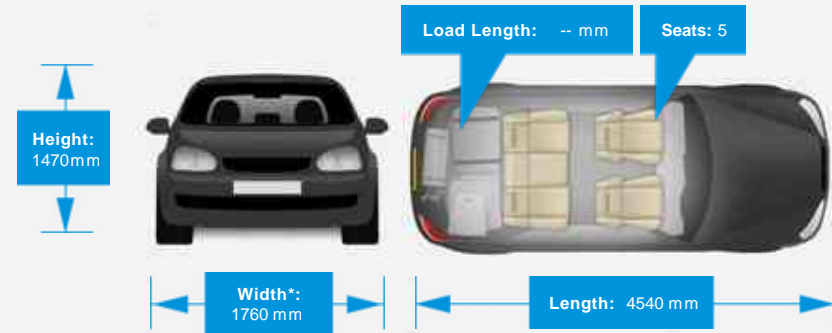 Load Length: -- mm
Seats: 5
Height:
1470mm
Width*:
1760 mm
Length: 4540 mm